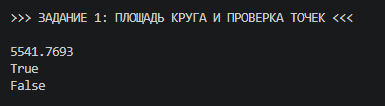 >>> ЗАДАНИЕ 1: ПЛОЩАДЬ КРУГА И ПРОВЕРКА ТОЧЕК <<<
5541.7693
True
False